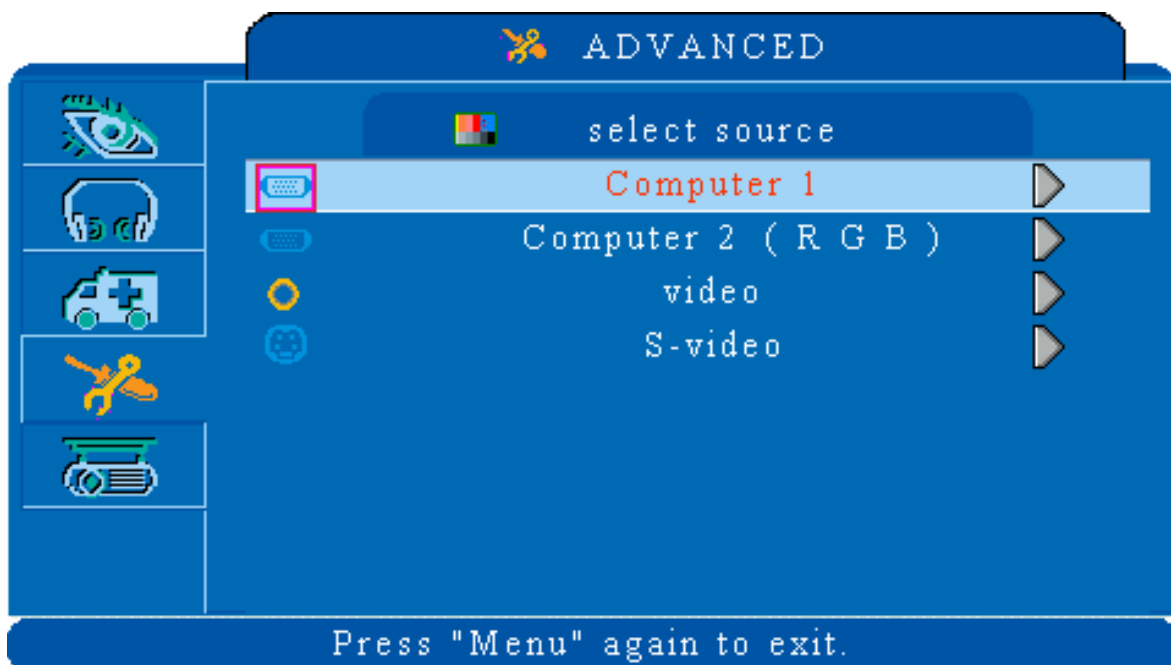 ADVANCED
select source
Computer 1
Computer 2 ( R G B )
video
S-video
Press "Menu" again to exit.